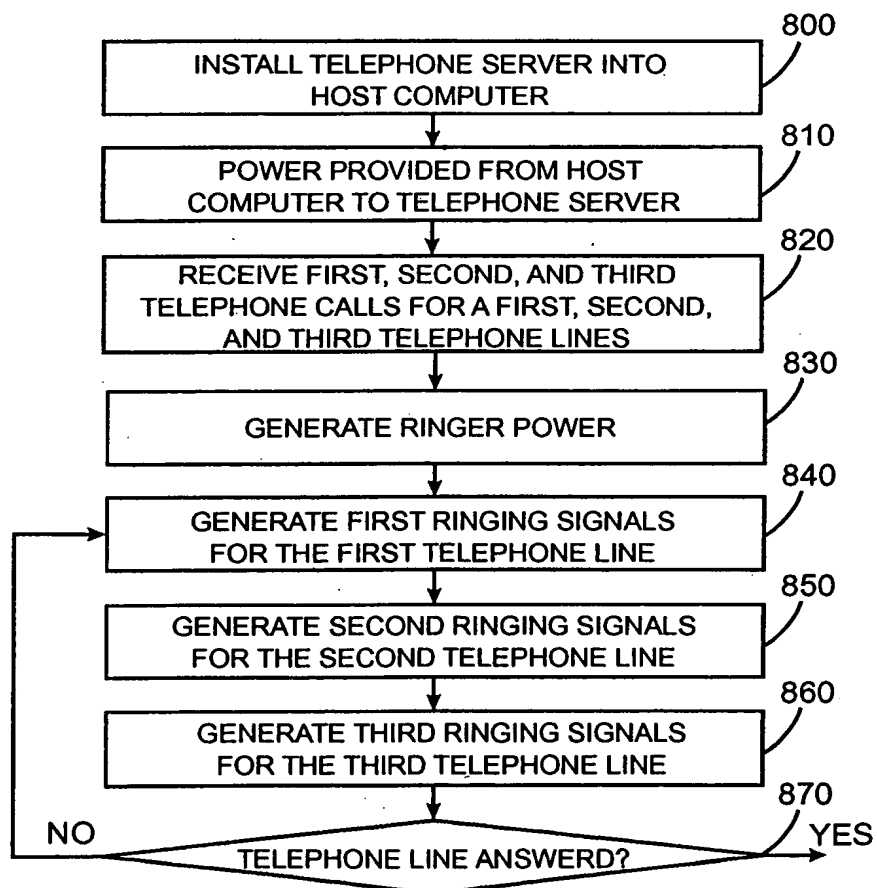 800
INSTALL TELEPHONE SERVER INTO
HOST COMPUTER
810
POWER PROVIDED FROM HOST
COMPUTER TO TELEPHONE SERVER
820
RECEIVE FIRST, SECOND, AND THIRD
TELEPHONE CALLS FOR A FIRST, SECOND,
AND THIRD TELEPHONE LINES
830
GENERATE RINGER POWER
840
GENERATE FIRST RINGING SIGNALS
FOR THE FIRST TELEPHONE LINE
850
GENERATE SECOND RINGING SIGNALS
FOR THE SECOND TELEPHONE LINE
860
GENERATE THIRD RINGING SIGNALS
FOR THE THIRD TELEPHONE LINE
870
NO
YES
TELEPHONE LINE ANSWERD?